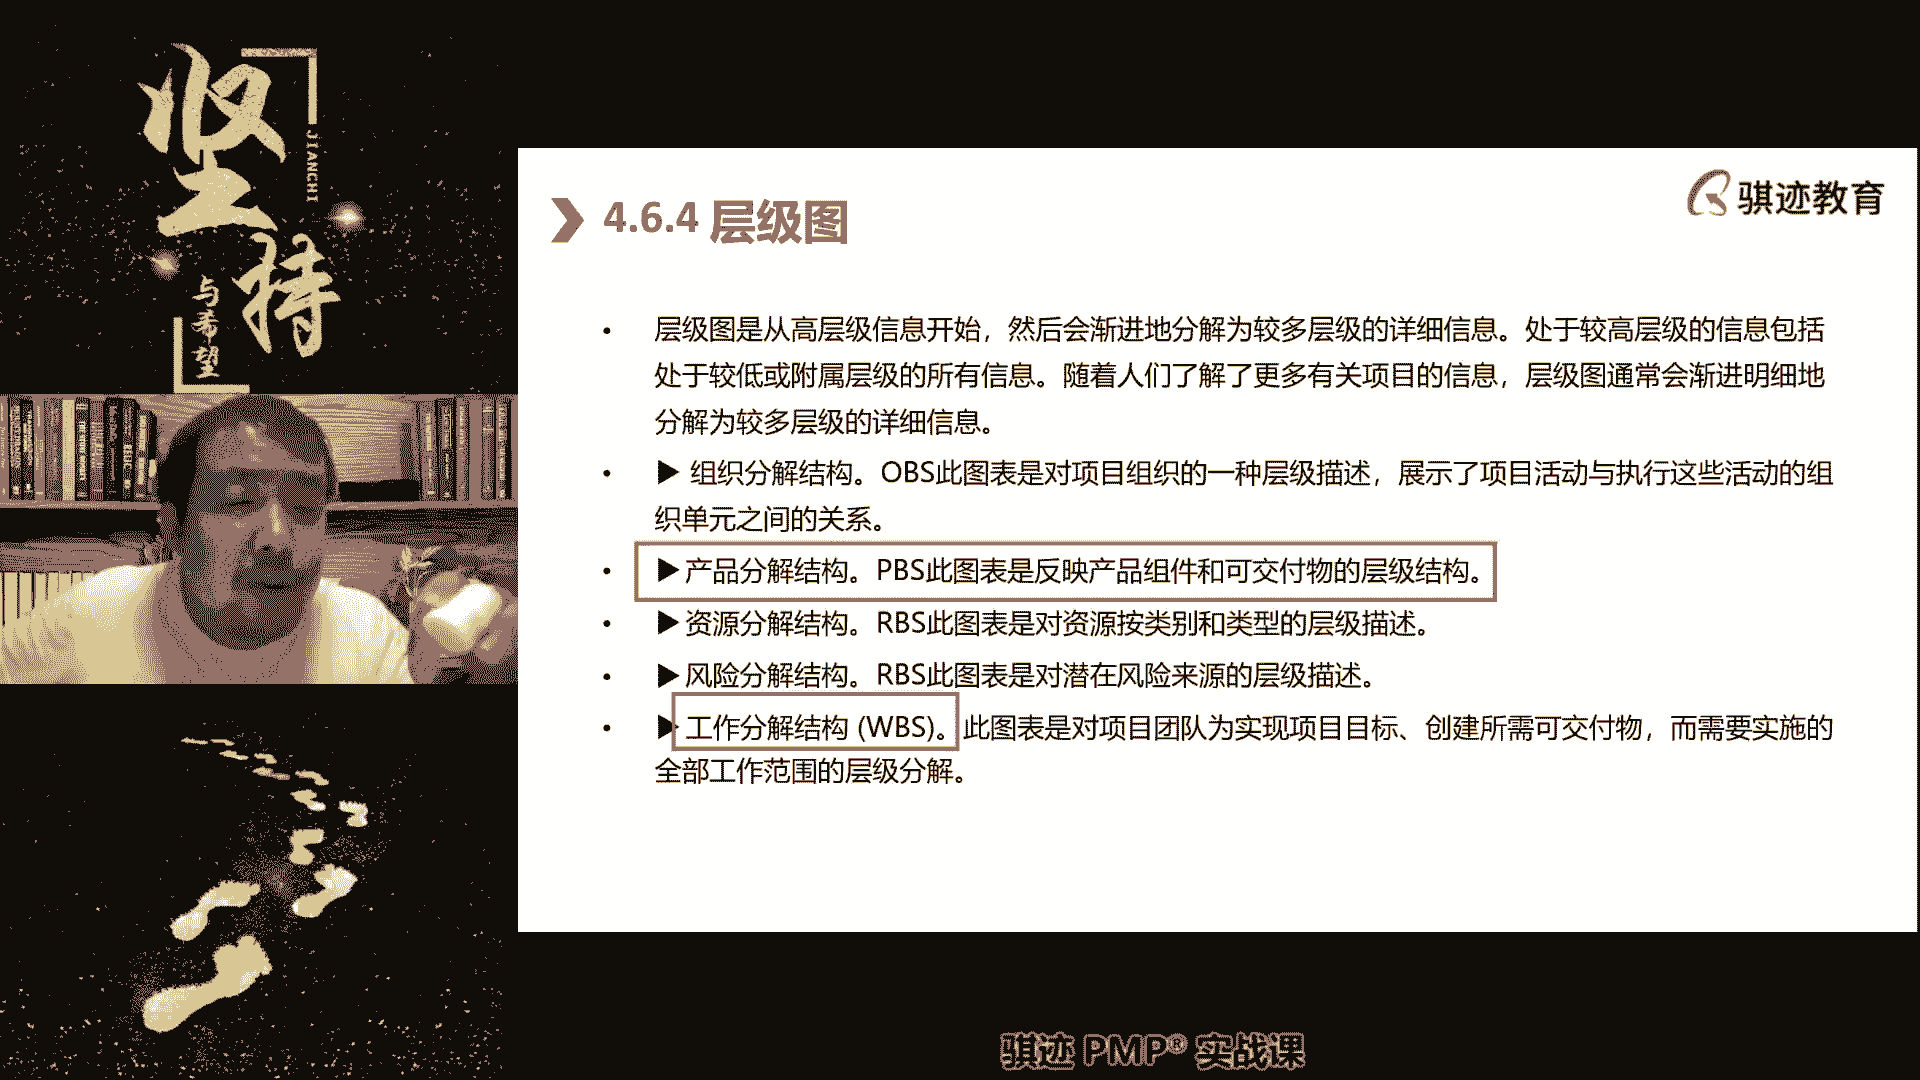 坚持
JIANCHI
与希望
骐迹教育
4.6.4 层级图
• 层级图是从高层级信息开始，然后会渐进地分解为较多层级的详细信息。处于较高层级的信息包括
处于较低或附属层级的所有信息。随着人们了解了更多有关项目的信息，层级图通常会渐进明细地
分解为较多层级的详细信息。
• ▶ 组织分解结构。OBS此图表是对项目组织的一种层级描述，展示了项目活动与执行这些活动的组
织单元之间的关系。
• ▶产品分解结构。PBS此图表是反映产品组件和可交付物的层级结构。
• ▶资源分解结构。RBS此图表是对资源按类别和类型的层级描述。
• ▶风险分解结构。RBS此图表是对潜在风险来源的层级描述。
• ▶工作分解结构 (WBS)。此图表是对项目团队为实现项目目标、创建所需可交付物，而需要实施的
全部工作范围的层级分解。
骐迹 PMP® 实战课